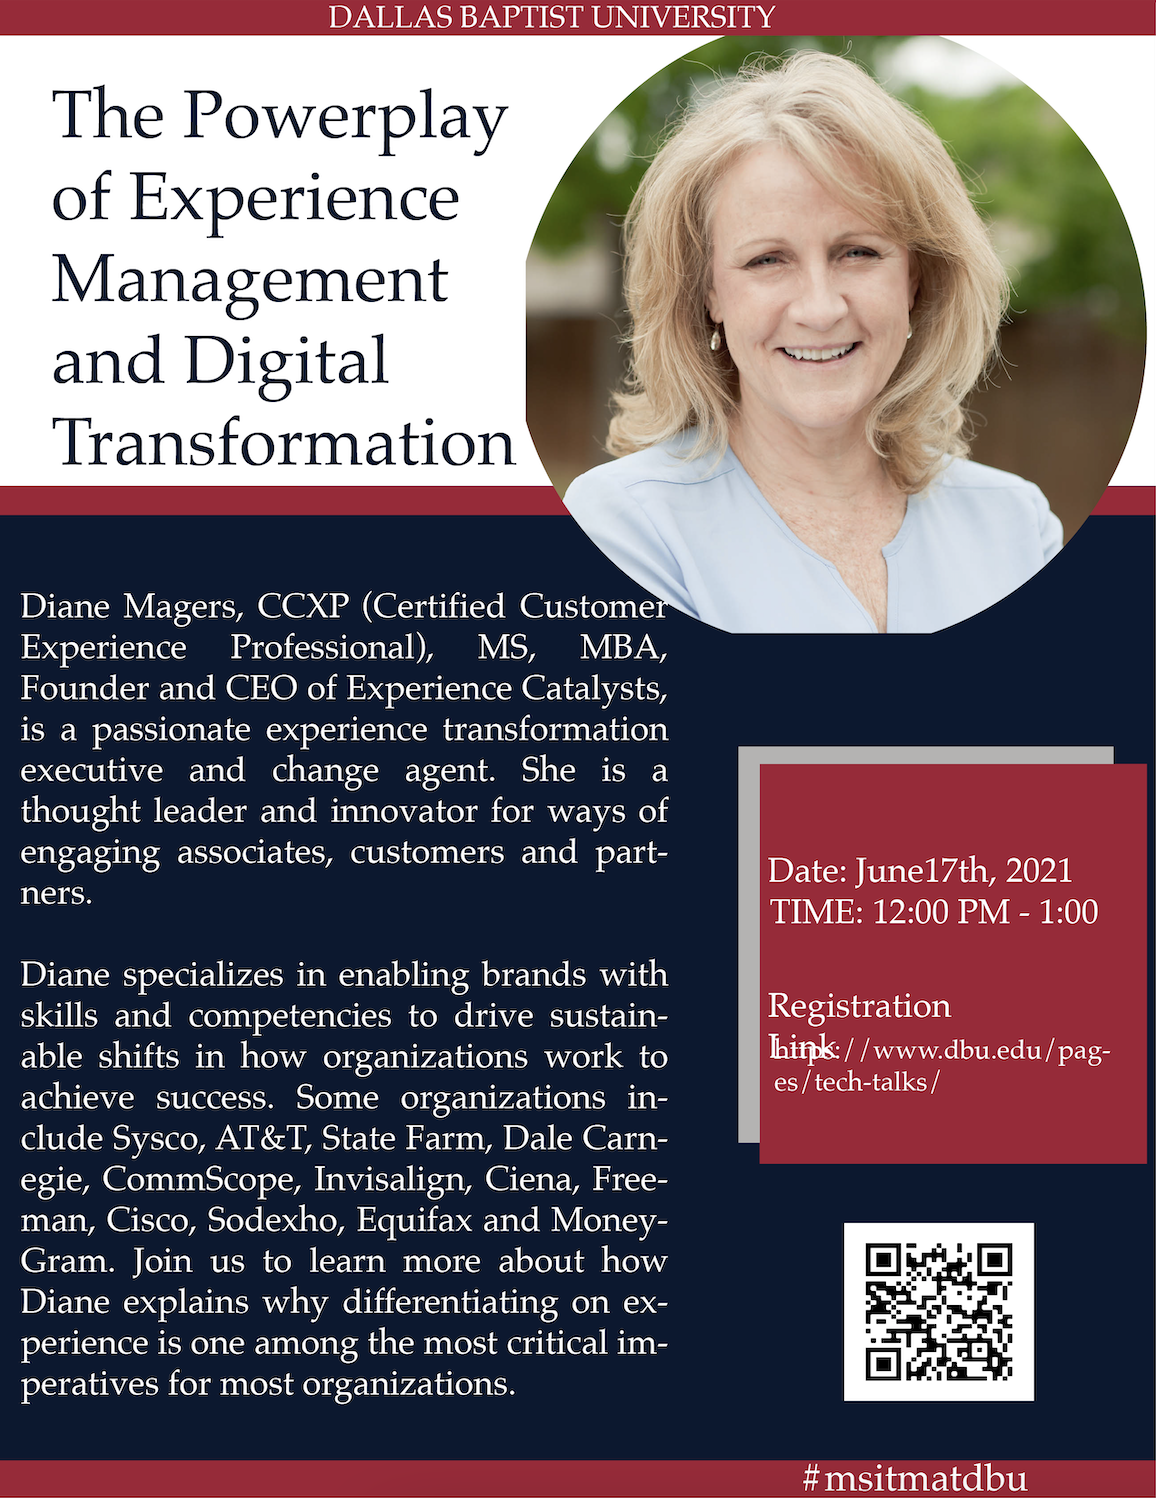 DALLAS BAPTIST UNIVERSITY
The Powerplay
of Experience
Management
and Digital
Transformation
Diane Magers, CCXP (Certified Customer
Experience Professional), MS, MBA,
Founder and CEO of Experience Catalysts,
is a passionate experience transformation
executive and change agent. She is a
thought leader and innovator for ways of
engaging associates, customers and part-
ners.
Diane specializes in enabling brands with
skills and competencies to drive sustain-
able shifts in how organizations work to
achieve success. Some organizations in-
clude Sysco, AT&T, State Farm, Dale Carn-
egie, CommScope, Invisalign, Ciena, Free-
man, Cisco, Sodexho, Equifax and Money-
Gram. Join us to learn more about how
Diane explains why differentiating on ex-
perience is one among the most critical im-
peratives for most organizations.
Date: June17th, 2021
TIME: 12:00 PM - 1:00
Registration
Link:
https://www.dbu.edu/pag-
es/tech-talks/
#msitmatdbu